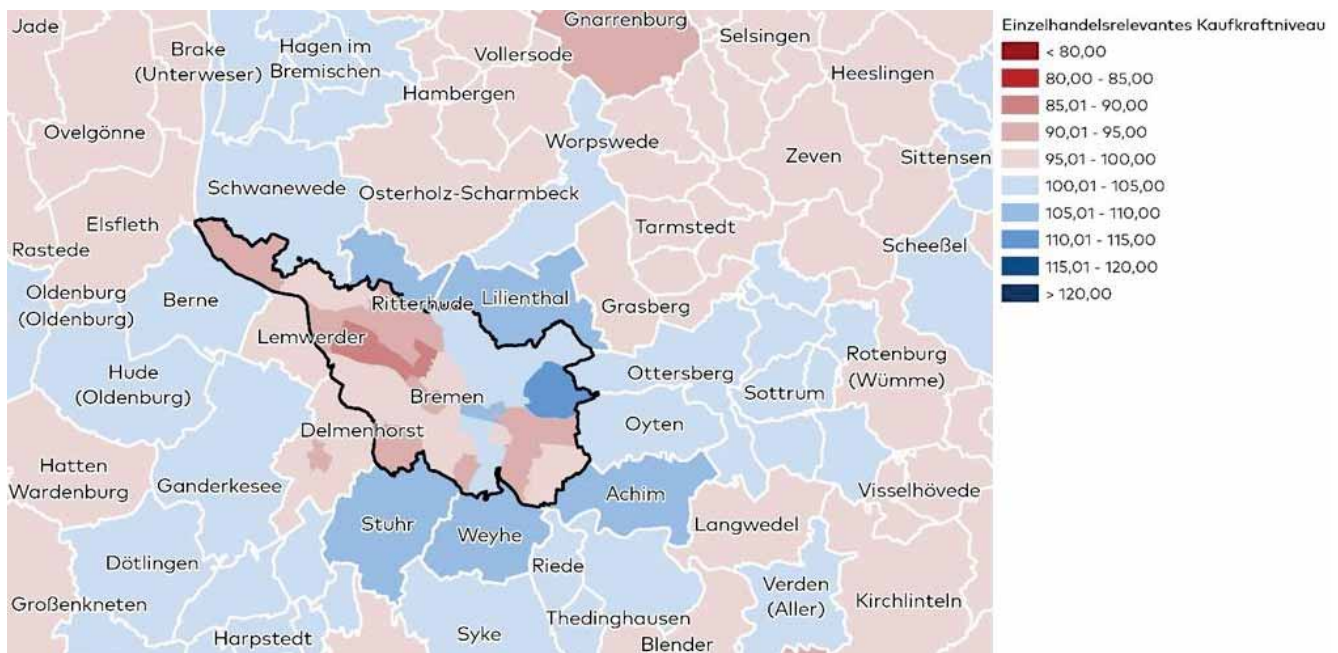 Jade
Brake
(Unterweser)
Hagen im
Bremischen
Vollersode
Gnarrenburg
Selsingen
Heeslingen
Hambergen
Ovelgönne
Worpswede
Zeven
Sittensen
Schwanewede
Osterholz-Scharmbeck
Elsfleth
Tarmstedt
Rastede
Scheeßel
Oldenburg
(Oldenburg)
Berne
Ritterhude
Lilienthal
Grasberg
Lemwerder
Rotenburg
(Wümme)
Hude
(Oldenburg)
Ottersberg
Sottrum
Bremen
Delmenhorst
Oyten
Hatten
Wardenburg
Ganderkesee
Achim
Visselhövede
Stuhr
Weyhe
Langwedel
Dötlingen
Riede
Verden
(Aller)
Großenkneten
Thedinghausen
Kirchlinteln
Harpstedt
Syke
Blender
Einzelhandelsrelevantes Kaufkraftniveau
< 80,00
80,00 - 85,00
85,01 - 90,00
90,01 - 95,00
95,01 - 100,00
100,01 - 105,00
105,01 - 110,00
110,01 - 115,00
115,01 - 120,00
> 120,00